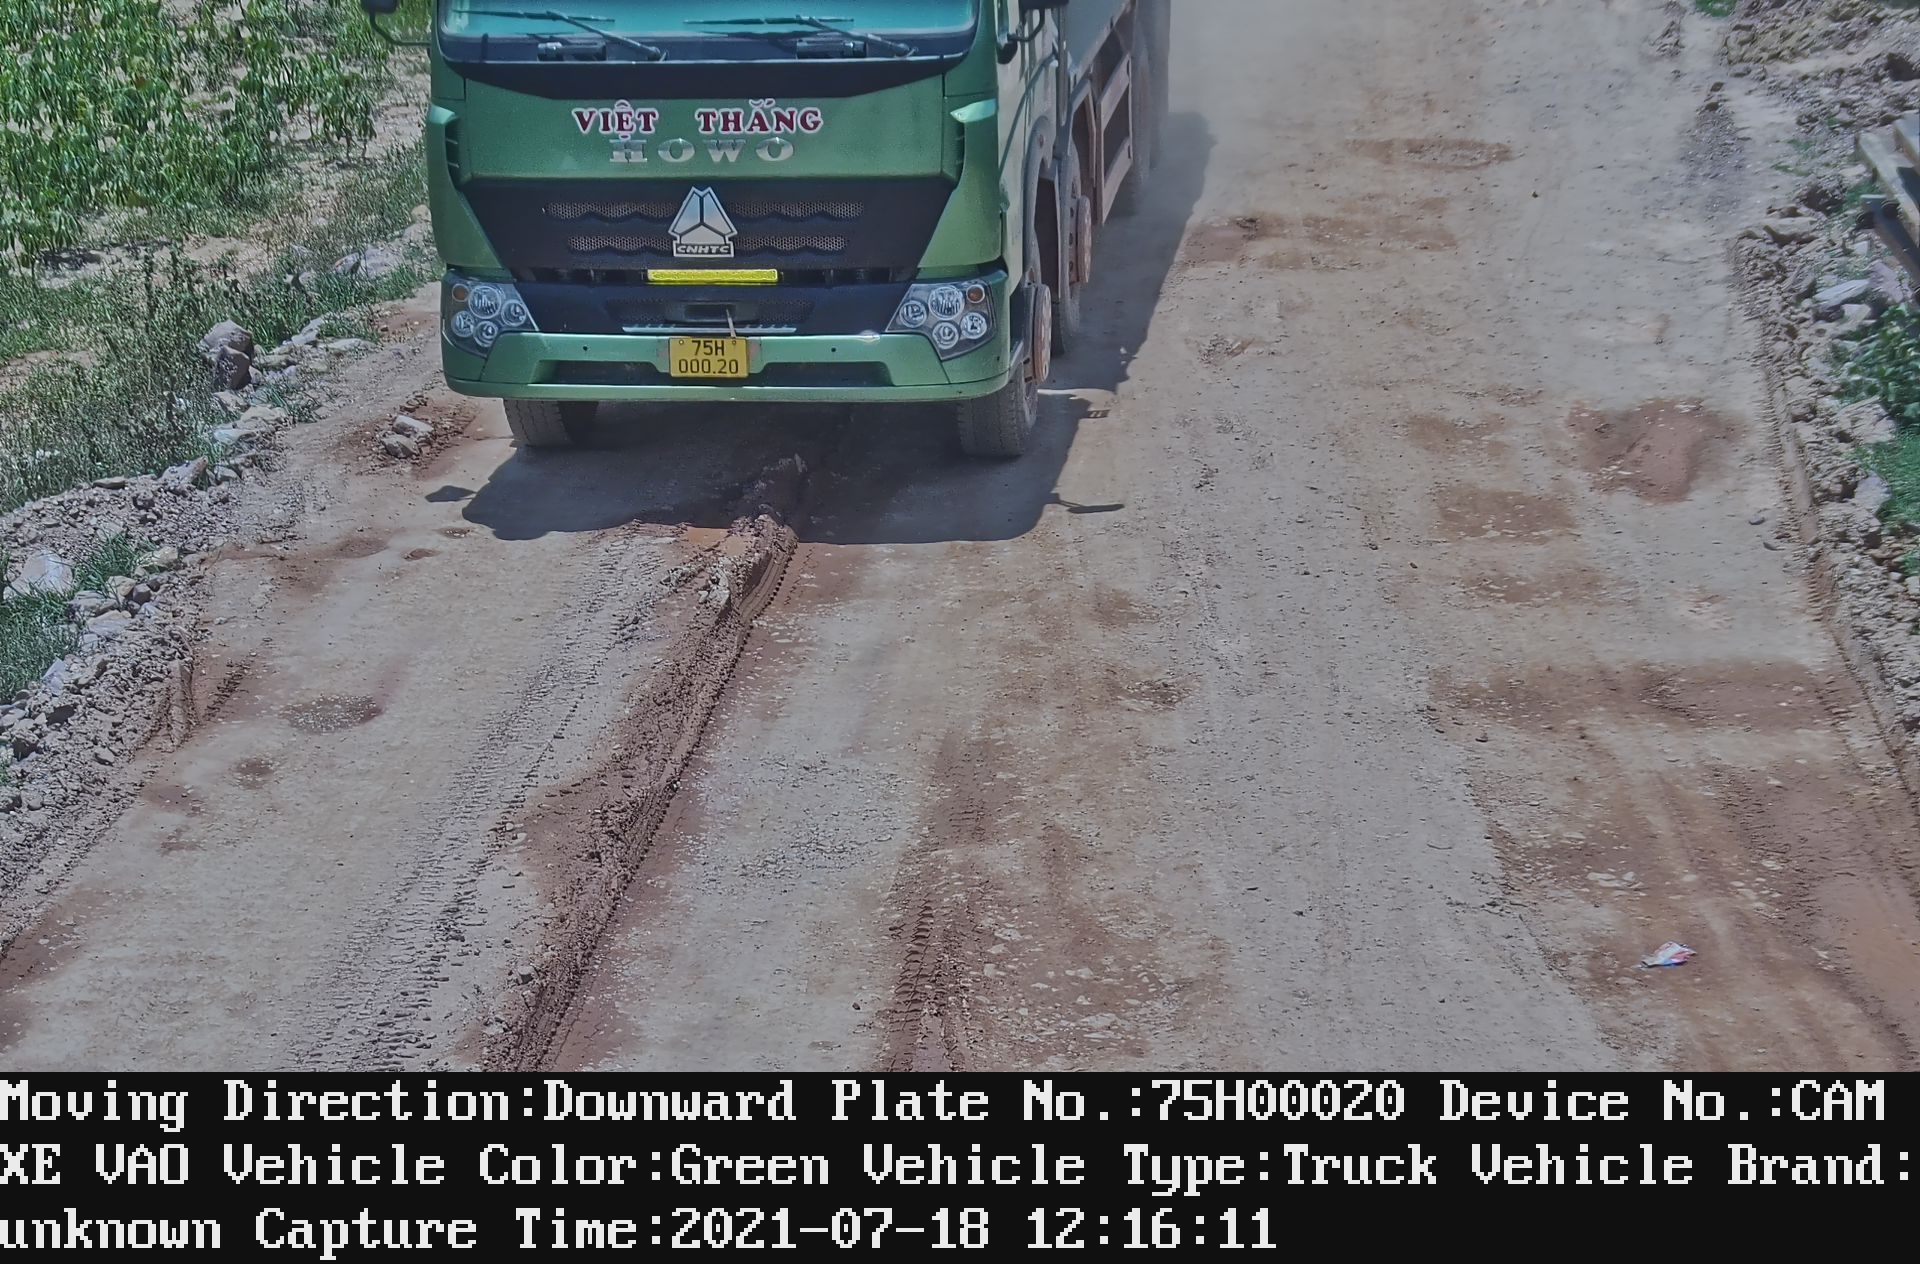 VIỆT THẮNG
HOWO
CNHTC
75H
000.20
Moving Direction:Downward Plate No.:75H00020 Device No.:CAM
XE VAO Vehicle Color:Green Vehicle Type:Truck Vehicle Brand:
unknown Capture Time:2021-07-18 12:16:11